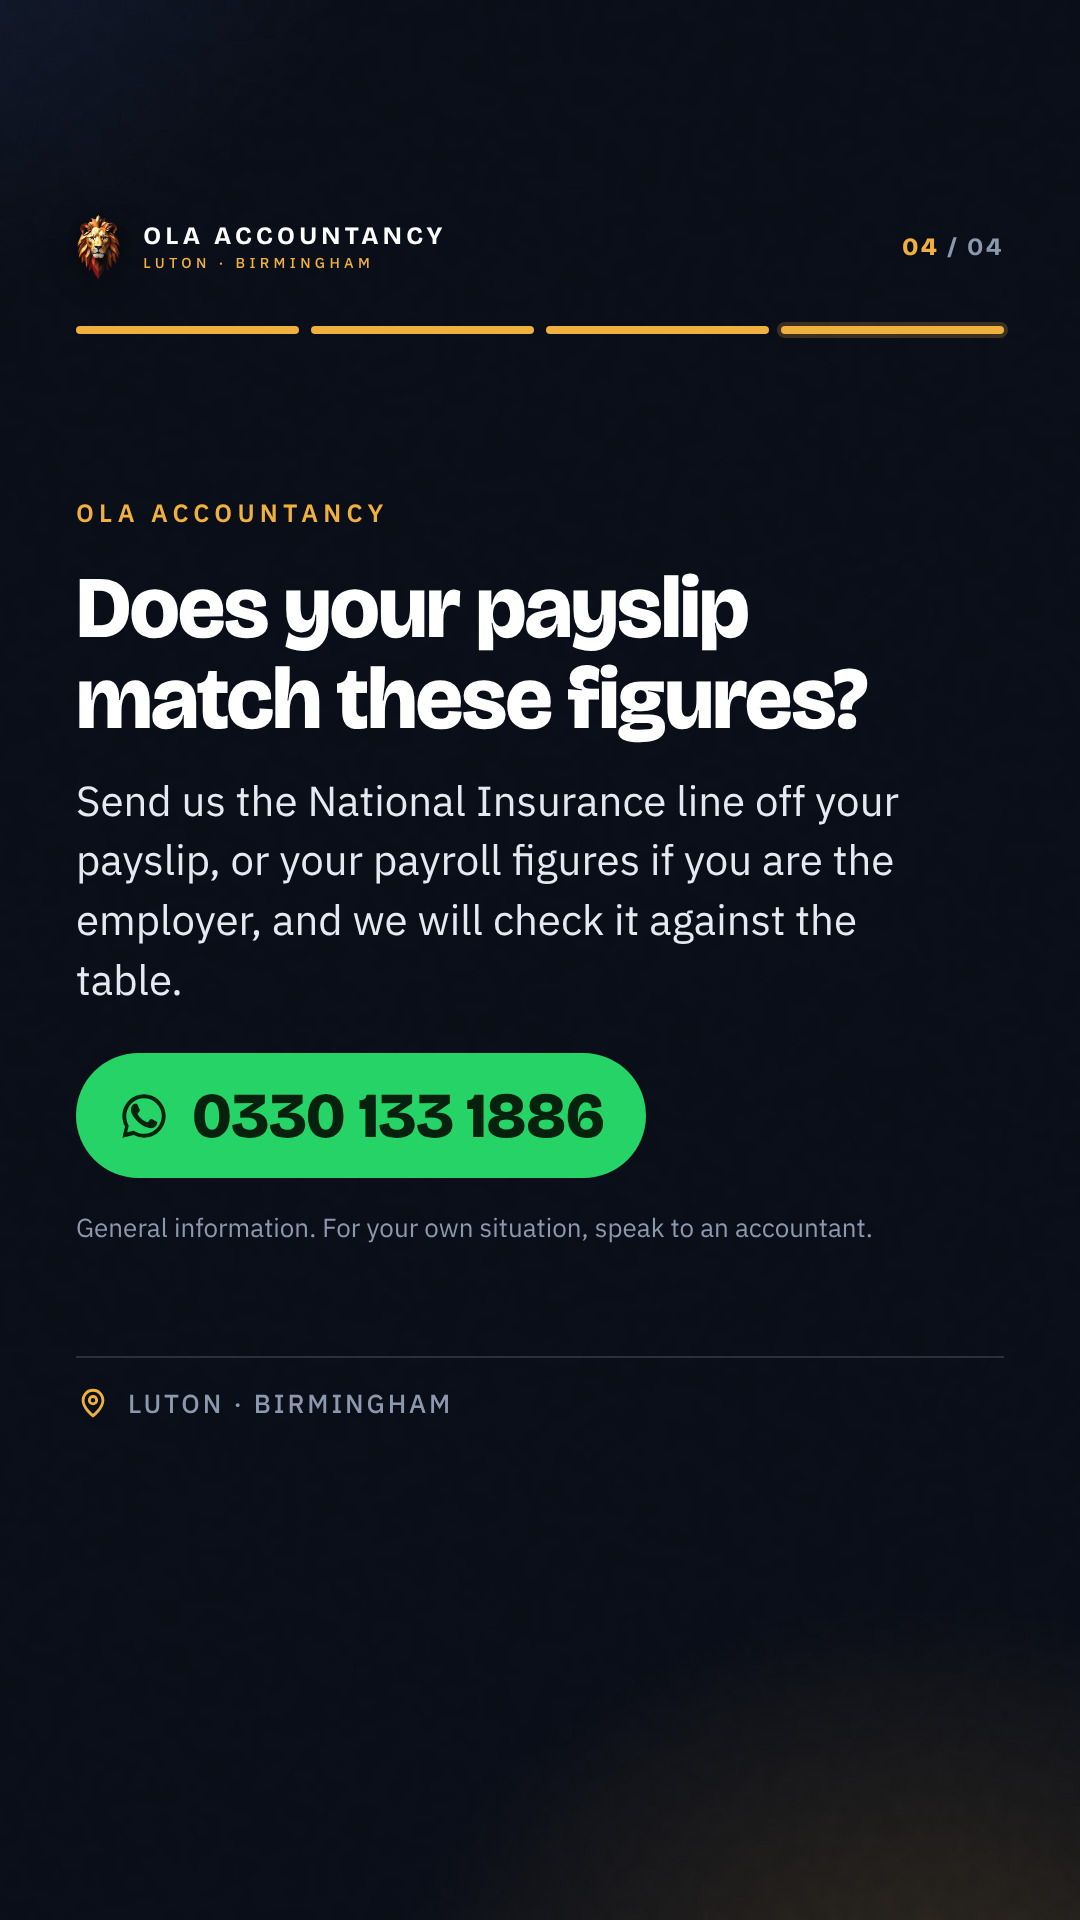 OLA ACCOUNTANCY
LUTON · BIRMINGHAM
04 / 04
OLA ACCOUNTANCY
Does your payslip
match these figures?
Send us the National Insurance line off your
payslip, or your payroll figures if you are the
employer, and we will check it against the
table.
0330 133 1886
General information. For your own situation, speak to an accountant.
LUTON · BIRMINGHAM